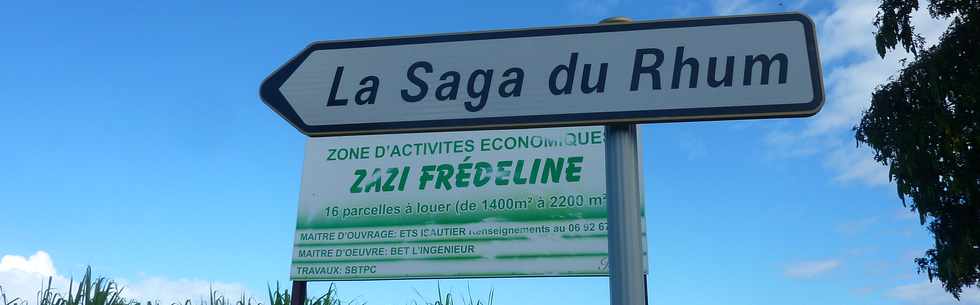 La Saga du Rhum
ZONE D'ACTIVITES ECONOMIQUES
ZAZI FRÉDELINE
16 parcelles à louer (de 1400m² à 2200 m²
MAITRE D'OUVRAGE: ETS ISAUTIER Renseignements au 06 92 67
MAITRE D'OEUVRE: BET L'INGENIEUR
TRAVAUX: SBTPC